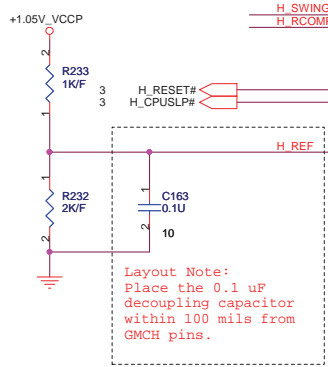 H_SWING
+1.05V_VCCP
H_RCOMP
2
R233
1K/F
1
3 H_RESET#
3 H_CPUSLP#
H_REF
1
R232
2K/F
2
1
C163
0.1U
2
10
Layout Note:
Place the 0.1 uF
decoupling capacitor
within 100 mils from
GMCH pins.